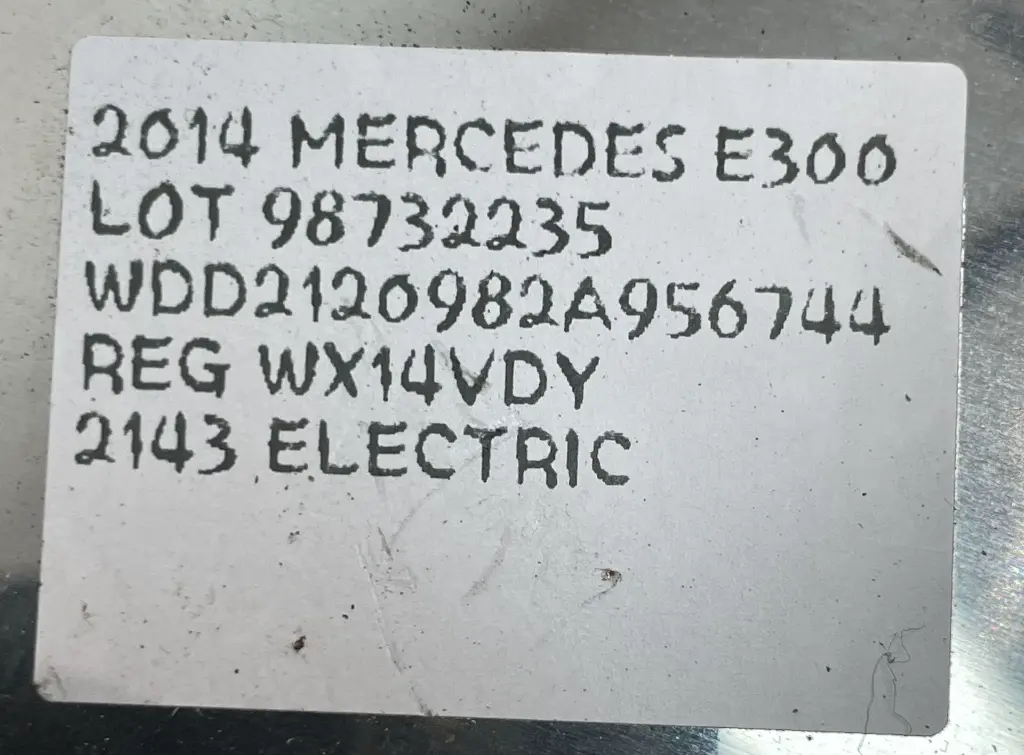 2014 MERCEDES E300
LOT 98732235
WDD2120982A956744
REG WX14VDY
2143 ELECTRIC